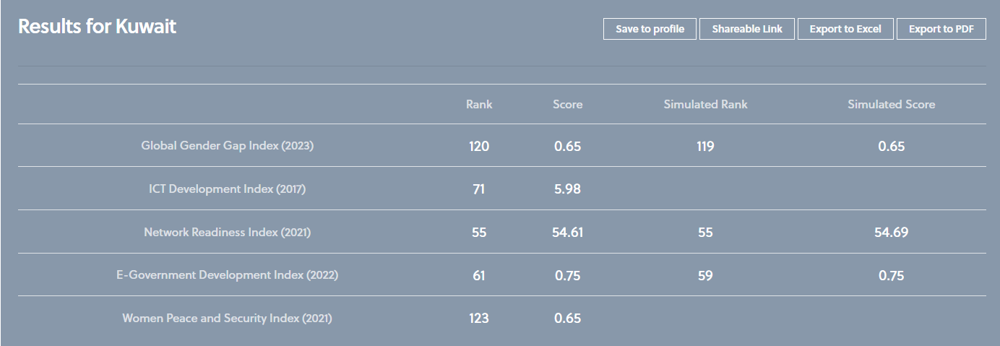 Results for Kuwait
Save to profile
Shareable Link
Export to Excel
Export to PDF
Rank Score Simulated Rank Simulated Score
Global Gender Gap Index (2023) 120 0.65 119 0.65
ICT Development Index (2017) 71 5.98
Network Readiness Index (2021) 55 54.61 55 54.69
E-Government Development Index (2022) 61 0.75 59 0.75
Women Peace and Security Index (2021) 123 0.65